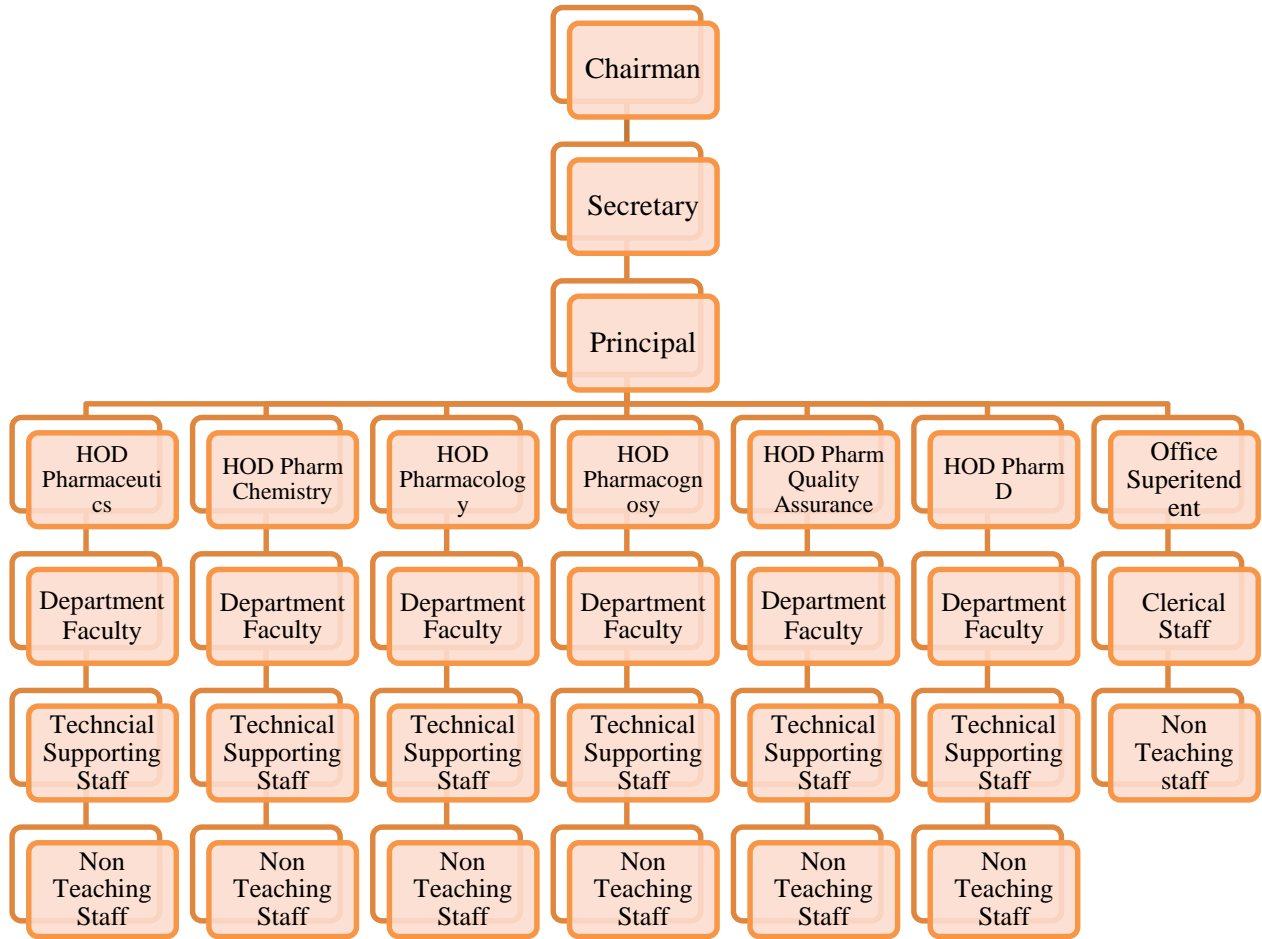 Chairman
Secretary
Principal
HOD
Pharmaceuti
cs
HOD Pharm
Chemistry
HOD
Pharmacolog
y
HOD
Pharmacogn
osy
HOD Pharm
Quality
Assurance
HOD Pharm
D
Office
Superitend
ent
Department
Faculty
Department
Faculty
Department
Faculty
Department
Faculty
Department
Faculty
Department
Faculty
Clerical
Staff
Techncial
Supporting
Staff
Technical
Supporting
Staff
Technical
Supporting
Staff
Technical
Supporting
Staff
Technical
Supporting
Staff
Technical
Supporting
Staff
Non
Teaching
staff
Non
Teaching
Staff
Non
Teaching
Staff
Non
Teaching
Staff
Non
Teaching
Staff
Non
Teaching
Staff
Non
Teaching
Staff